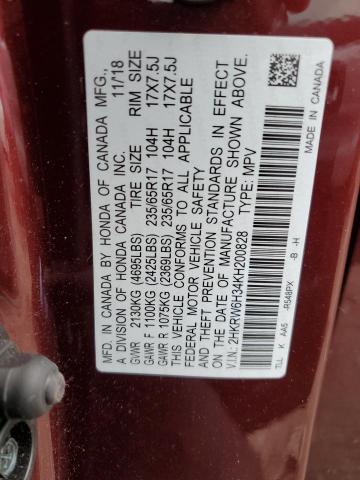 MFD. IN CANADA BY HONDA OF CANADA MFG.,
A DIVISION OF HONDA CANADA INC. 11/18
GVWR 2130KG (4695LBS) TIRE SIZE RIM SIZE
GAWR F 1100KG (2425LBS) 235/65R17 104H 17X7.5J
GAWR R 1075KG (2369LBS) 235/65R17 104H 17X7.5J
THIS VEHICLE CONFORMS TO ALL APPLICABLE
FEDERAL MOTOR VEHICLE SAFETY
AND THEFT PREVENTION STANDARDS IN EFFECT
ON THE DATE OF MANUFACTURE SHOWN ABOVE.
V.I.N.: 2HKRW6H34KH200828 TYPE: MPV
TLL K AA5 -R548PX -B -H
MADE IN CANADA